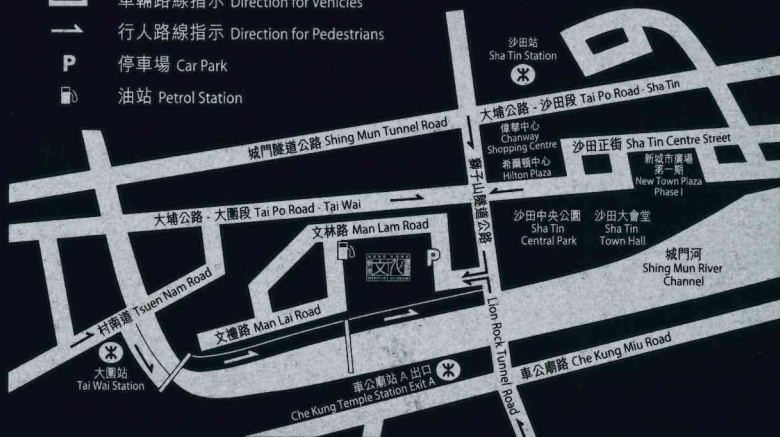 車輛路線指示 Direction for Vehicles
行人路線指示 Direction for Pedestrians
P 停車場 Car Park
油站 Petrol Station
沙田站
Sha Tin Station
大埔公路 - 沙田段 Tai Po Road - Sha Tin
城門隧道公路 Shing Mun Tunnel Road
偉華中心
Chanway
Shopping Centre
希爾頓中心
Hilton Plaza
沙田正街 Sha Tin Centre Street
新城市廣場
第一期
New Town Plaza
Phase I
大埔公路 - 大圍段 Tai Po Road - Tai Wai
獅子山隧道公路
Lion Rock Tunnel Road
文林路 Man Lam Road
P
沙田中央公園
Sha Tin
Central Park
沙田大會堂
Sha Tin
Town Hall
城門河
Shing Mun River
Channel
村南道 Tsuen Nam Road
文禮路 Man Lai Road
大圍站
Tai Wai Station
車公廟站 A 出口
Che Kung Temple Station Exit A
車公廟路 Che Kung Miu Road